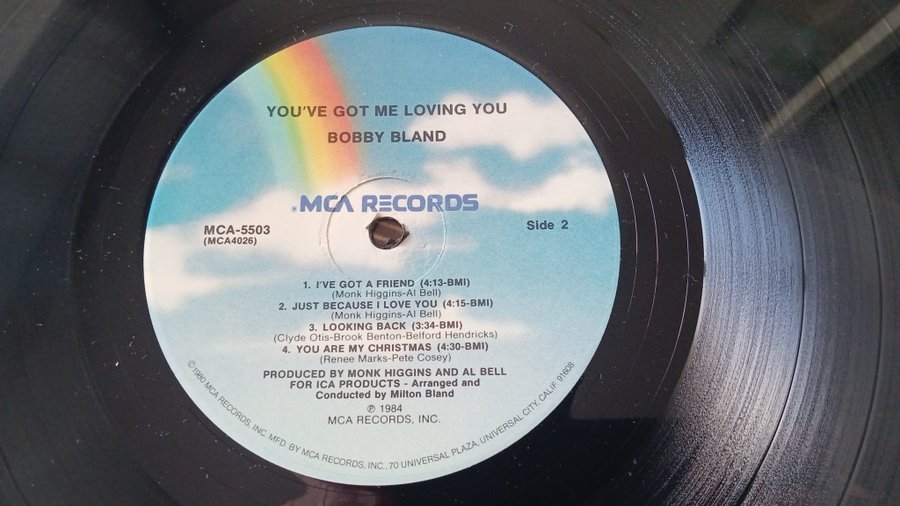 YOU'VE GOT ME LOVING YOU
BOBBY BLAND
MCA RECORDS
MCA-5503
(MCA4026)
Side 2
1. I'VE GOT A FRIEND (4:13-BMI)
(Monk Higgins-Al Bell)
2. JUST BECAUSE I LOVE YOU (4:15-BMI)
(Monk Higgins-Al Bell)
3. LOOKING BACK (3:34-BMI)
(Clyde Otis-Brook Benton-Belford Hendricks)
4. YOU ARE MY CHRISTMAS (4:30-BMI)
(Renee Marks-Pete Cosey)
PRODUCED BY MONK HIGGINS AND AL BELL
FOR ICA PRODUCTS - Arranged and
Conducted by Milton Bland
℗ 1984
MCA RECORDS, INC.
©1980 MCA RECORDS, INC. MFD BY MCA RECORDS, INC., 70 UNIVERSAL PLAZA, UNIVERSAL CITY, CALIF. 91608